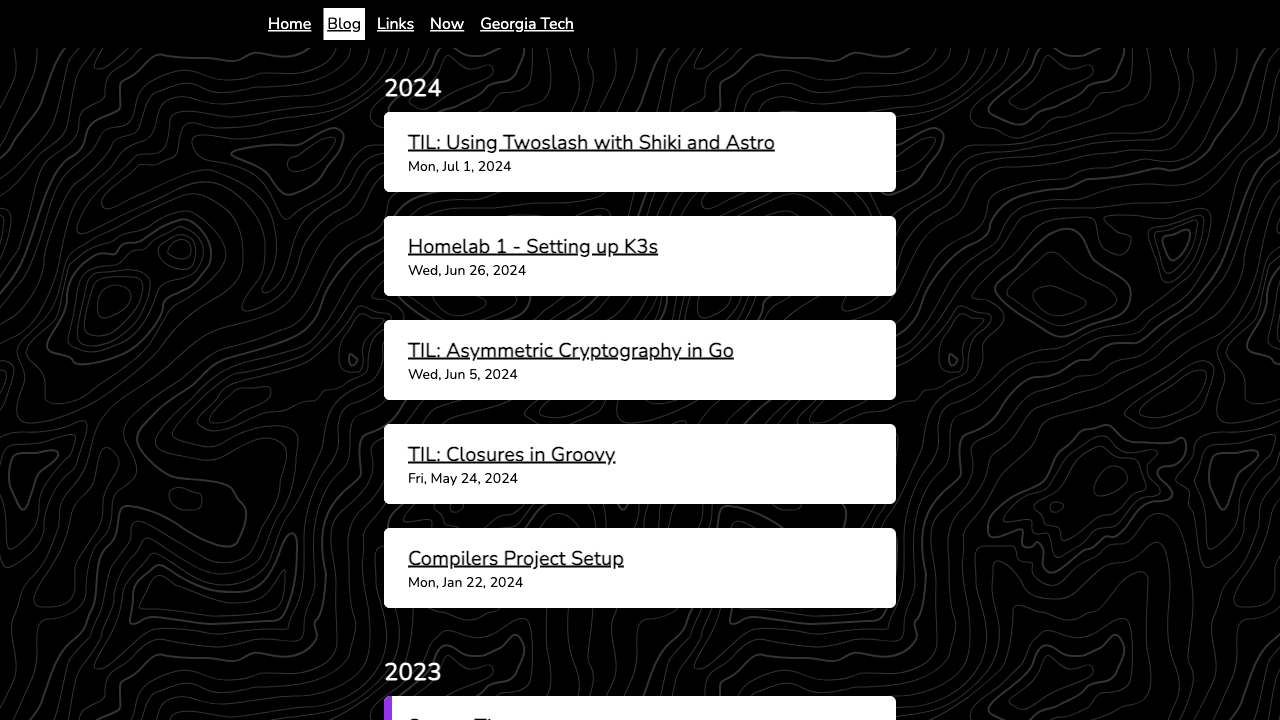 Home Blog Links Now Georgia Tech
2024
TIL: Using Twoslash with Shiki and Astro
Mon, Jul 1, 2024
Homelab 1 - Setting up K3s
Wed, Jun 26, 2024
TIL: Asymmetric Cryptography in Go
Wed, Jun 5, 2024
TIL: Closures in Groovy
Fri, May 24, 2024
Compilers Project Setup
Mon, Jan 22, 2024
2023